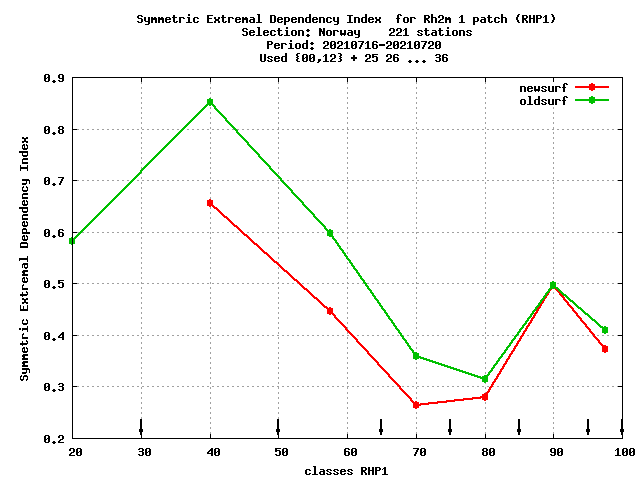 Symmetric Extremal Dependency Index  for Rh2m 1 patch (RHP1)
Selection: Norway    221 stations
Period: 20210716-20210720
Used {00,12} + 25 26 ... 36
newsurf
oldsurf
Symmetric Extremal Dependency Index
0.9
0.8
0.7
0.6
0.5
0.4
0.3
0.2
20 30 40 50 60 70 80 90 100
classes RHP1